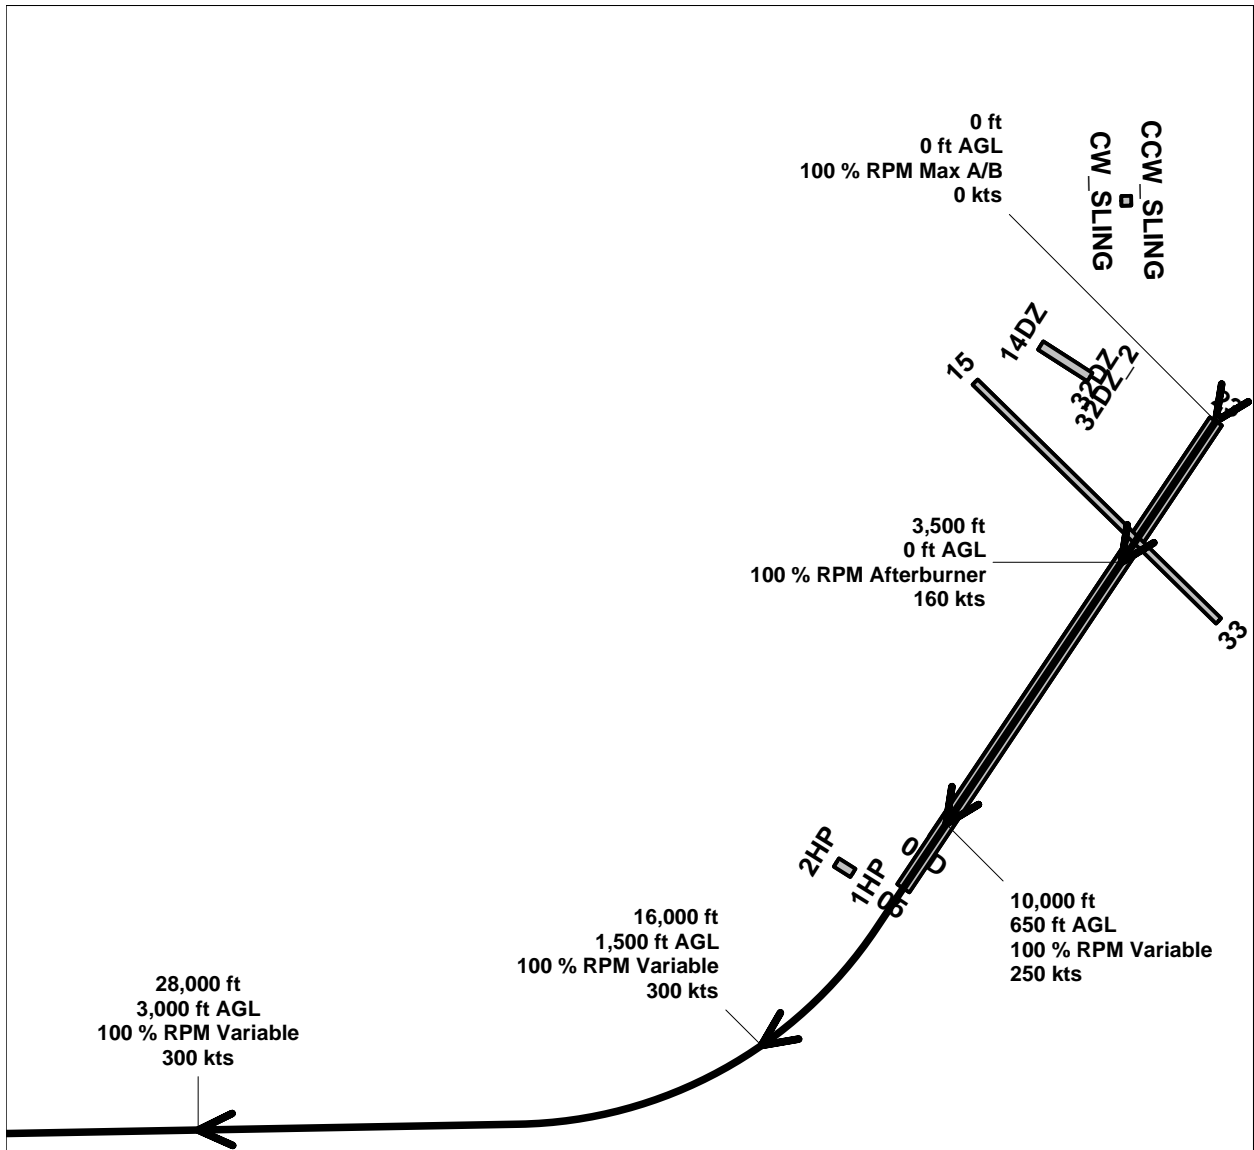 0 ft
0 ft AGL
100 % RPM Max A/B
0 kts
CW_SLING
CCW_SLING
14DZ
32DZ
32DZ_2
15
33
3,500 ft
0 ft AGL
100 % RPM Afterburner
160 kts
2HP
1HP
10,000 ft
650 ft AGL
100 % RPM Variable
250 kts
16,000 ft
1,500 ft AGL
100 % RPM Variable
300 kts
28,000 ft
3,000 ft AGL
100 % RPM Variable
300 kts